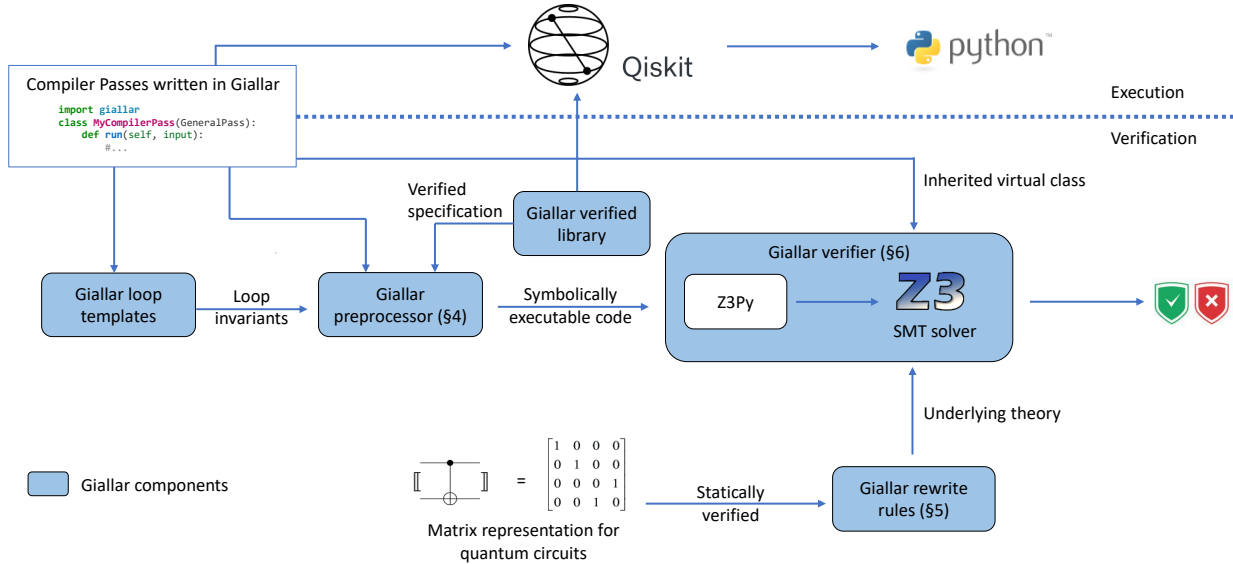 Qiskit
python™
Compiler Passes written in Giallar
import giallar
class MyCompilerPass(GeneralPass):
def run(self, input):
#...
Execution
Verification
Verified
specification
Giallar verified
library
Inherited virtual class
Giallar loop
templates
Loop
invariants
Giallar
preprocessor (§4)
Symbolically
executable code
Giallar verifier (§6)
Z3Py
Z3
SMT solver
Underlying theory
Giallar components
⟦ ⟧ =
1 0 0 0
0 1 0 0
0 0 0 1
0 0 1 0
Matrix representation for
quantum circuits
Statically
verified
Giallar rewrite
rules (§5)